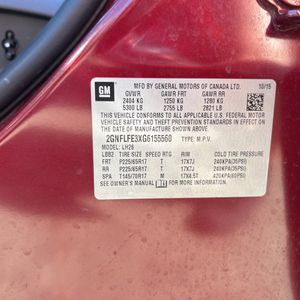 GM
MFD BY GENERAL MOTORS OF CANADA LTD. 10/15
GVWR GAWR FRT GAWR RR
2404 KG 1250 KG 1280 KG
5300 LB 2755 LB 2821 LB
THIS VEHICLE CONFORMS TO ALL APPLICABLE U.S.
FEDERAL MOTOR VEHICLE SAFETY, BUMPER, AND
THEFT PREVENTION STANDARDS IN EFFECT ON THE
DATE OF MANUFACTURE SHOWN ABOVE.
2GNFLFE3XG6155560 TYPE: M.P.V.
MODEL: LH26
LBB2 TIRE SIZE SPEED RTG RIM COLD TIRE PRESSURE
FRT P225/65R17 T 17X7J 240KPA(35PSI)
RR P225/65R17 T 17X7J 240KPA(35PSI)
SPA T145/70R17 M 17X4.5T 420KPA(60PSI)
SEE OWNER'S MANUAL FOR MORE INFORMATION.